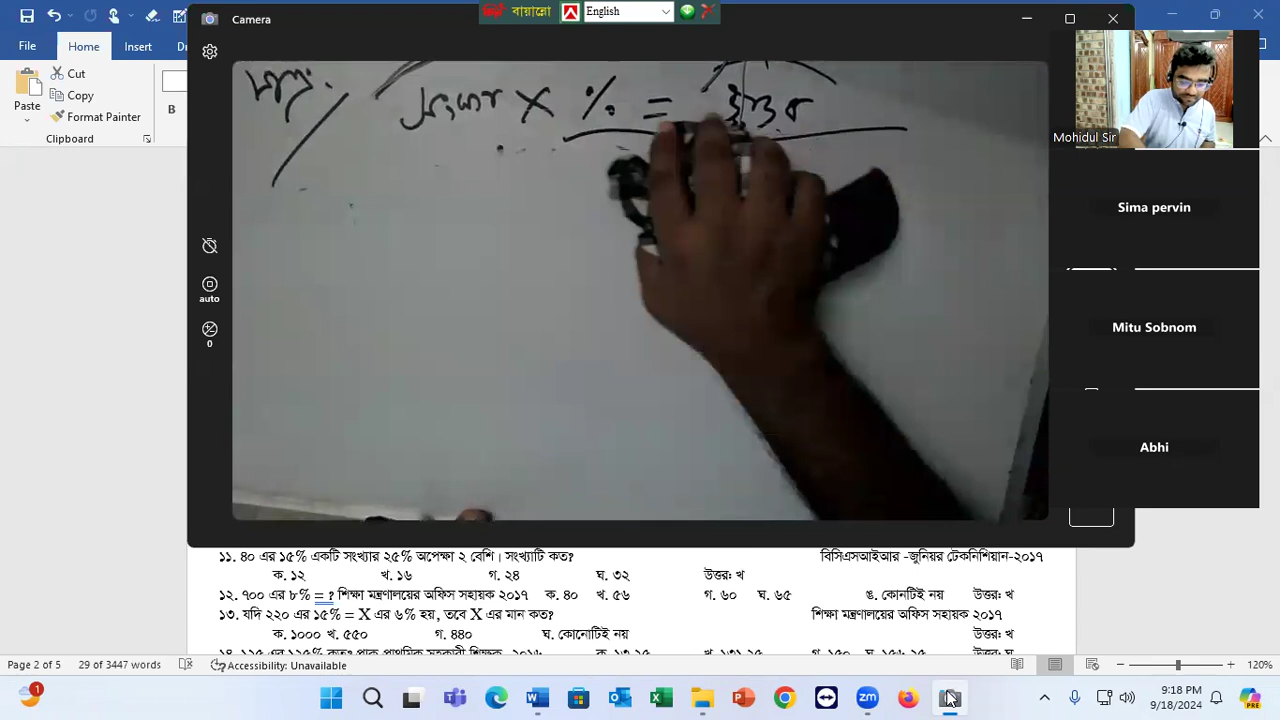 বায়ান্নো English
Camera
File Home Insert
Cut
Copy
Paste Format Painter
Clipboard
auto
0
× % =
Mohidul Sir
Sima pervin
Mitu Sobnom
Abhi
১১. ৪০ এর ১৫% একটি সংখ্যার ২৫% অপেক্ষা ২ বেশি। সংখ্যাটি কত? বিসিএসআইআর -জুনিয়র টেকনিশিয়ান-২০১৭
ক. ১২ খ. ১৬ গ. ২৪ ঘ. ৩২ উত্তরঃ খ
১২. ৭০০ এর ৮% = ? শিক্ষা মন্ত্রণালয়ের অফিস সহায়ক ২০১৭ ক. ৪০ খ. ৫৬ গ. ৬০ ঘ. ৬৫ ঙ. কোনটিই নয় উত্তরঃ খ
১৩. যদি ২২০ এর ১৫% = X এর ৬% হয়, তবে X এর মান কত? শিক্ষা মন্ত্রণালয়ের অফিস সহায়ক ২০১৭
ক. ১০০০ খ. ৫৫০ গ. ৪৪০ ঘ. কোনোটিই নয় উত্তরঃ খ
Page 2 of 5 29 of 3447 words Accessibility: Unavailable 120%
1 9:18 PM
9/18/2024